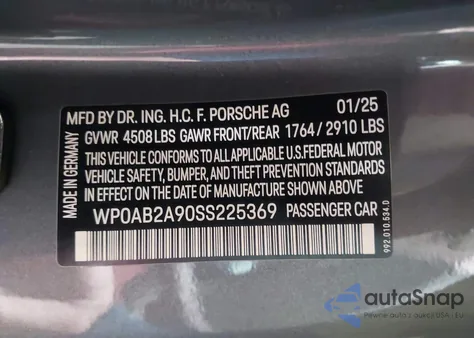 MFD BY DR. ING. H.C. F. PORSCHE AG 01/25
GVWR 4508 LBS GAWR FRONT/REAR 1764 / 2910 LBS
THIS VEHICLE CONFORMS TO ALL APPLICABLE U.S.FEDERAL MOTOR
VEHICLE SAFETY, BUMPER, AND THEFT PREVENTION STANDARDS
IN EFFECT ON THE DATE OF MANUFACTURE SHOWN ABOVE.
WP0AB2A90SS225369 PASSENGER CAR
MADE IN GERMANY
992.010.534.D
autoSnap